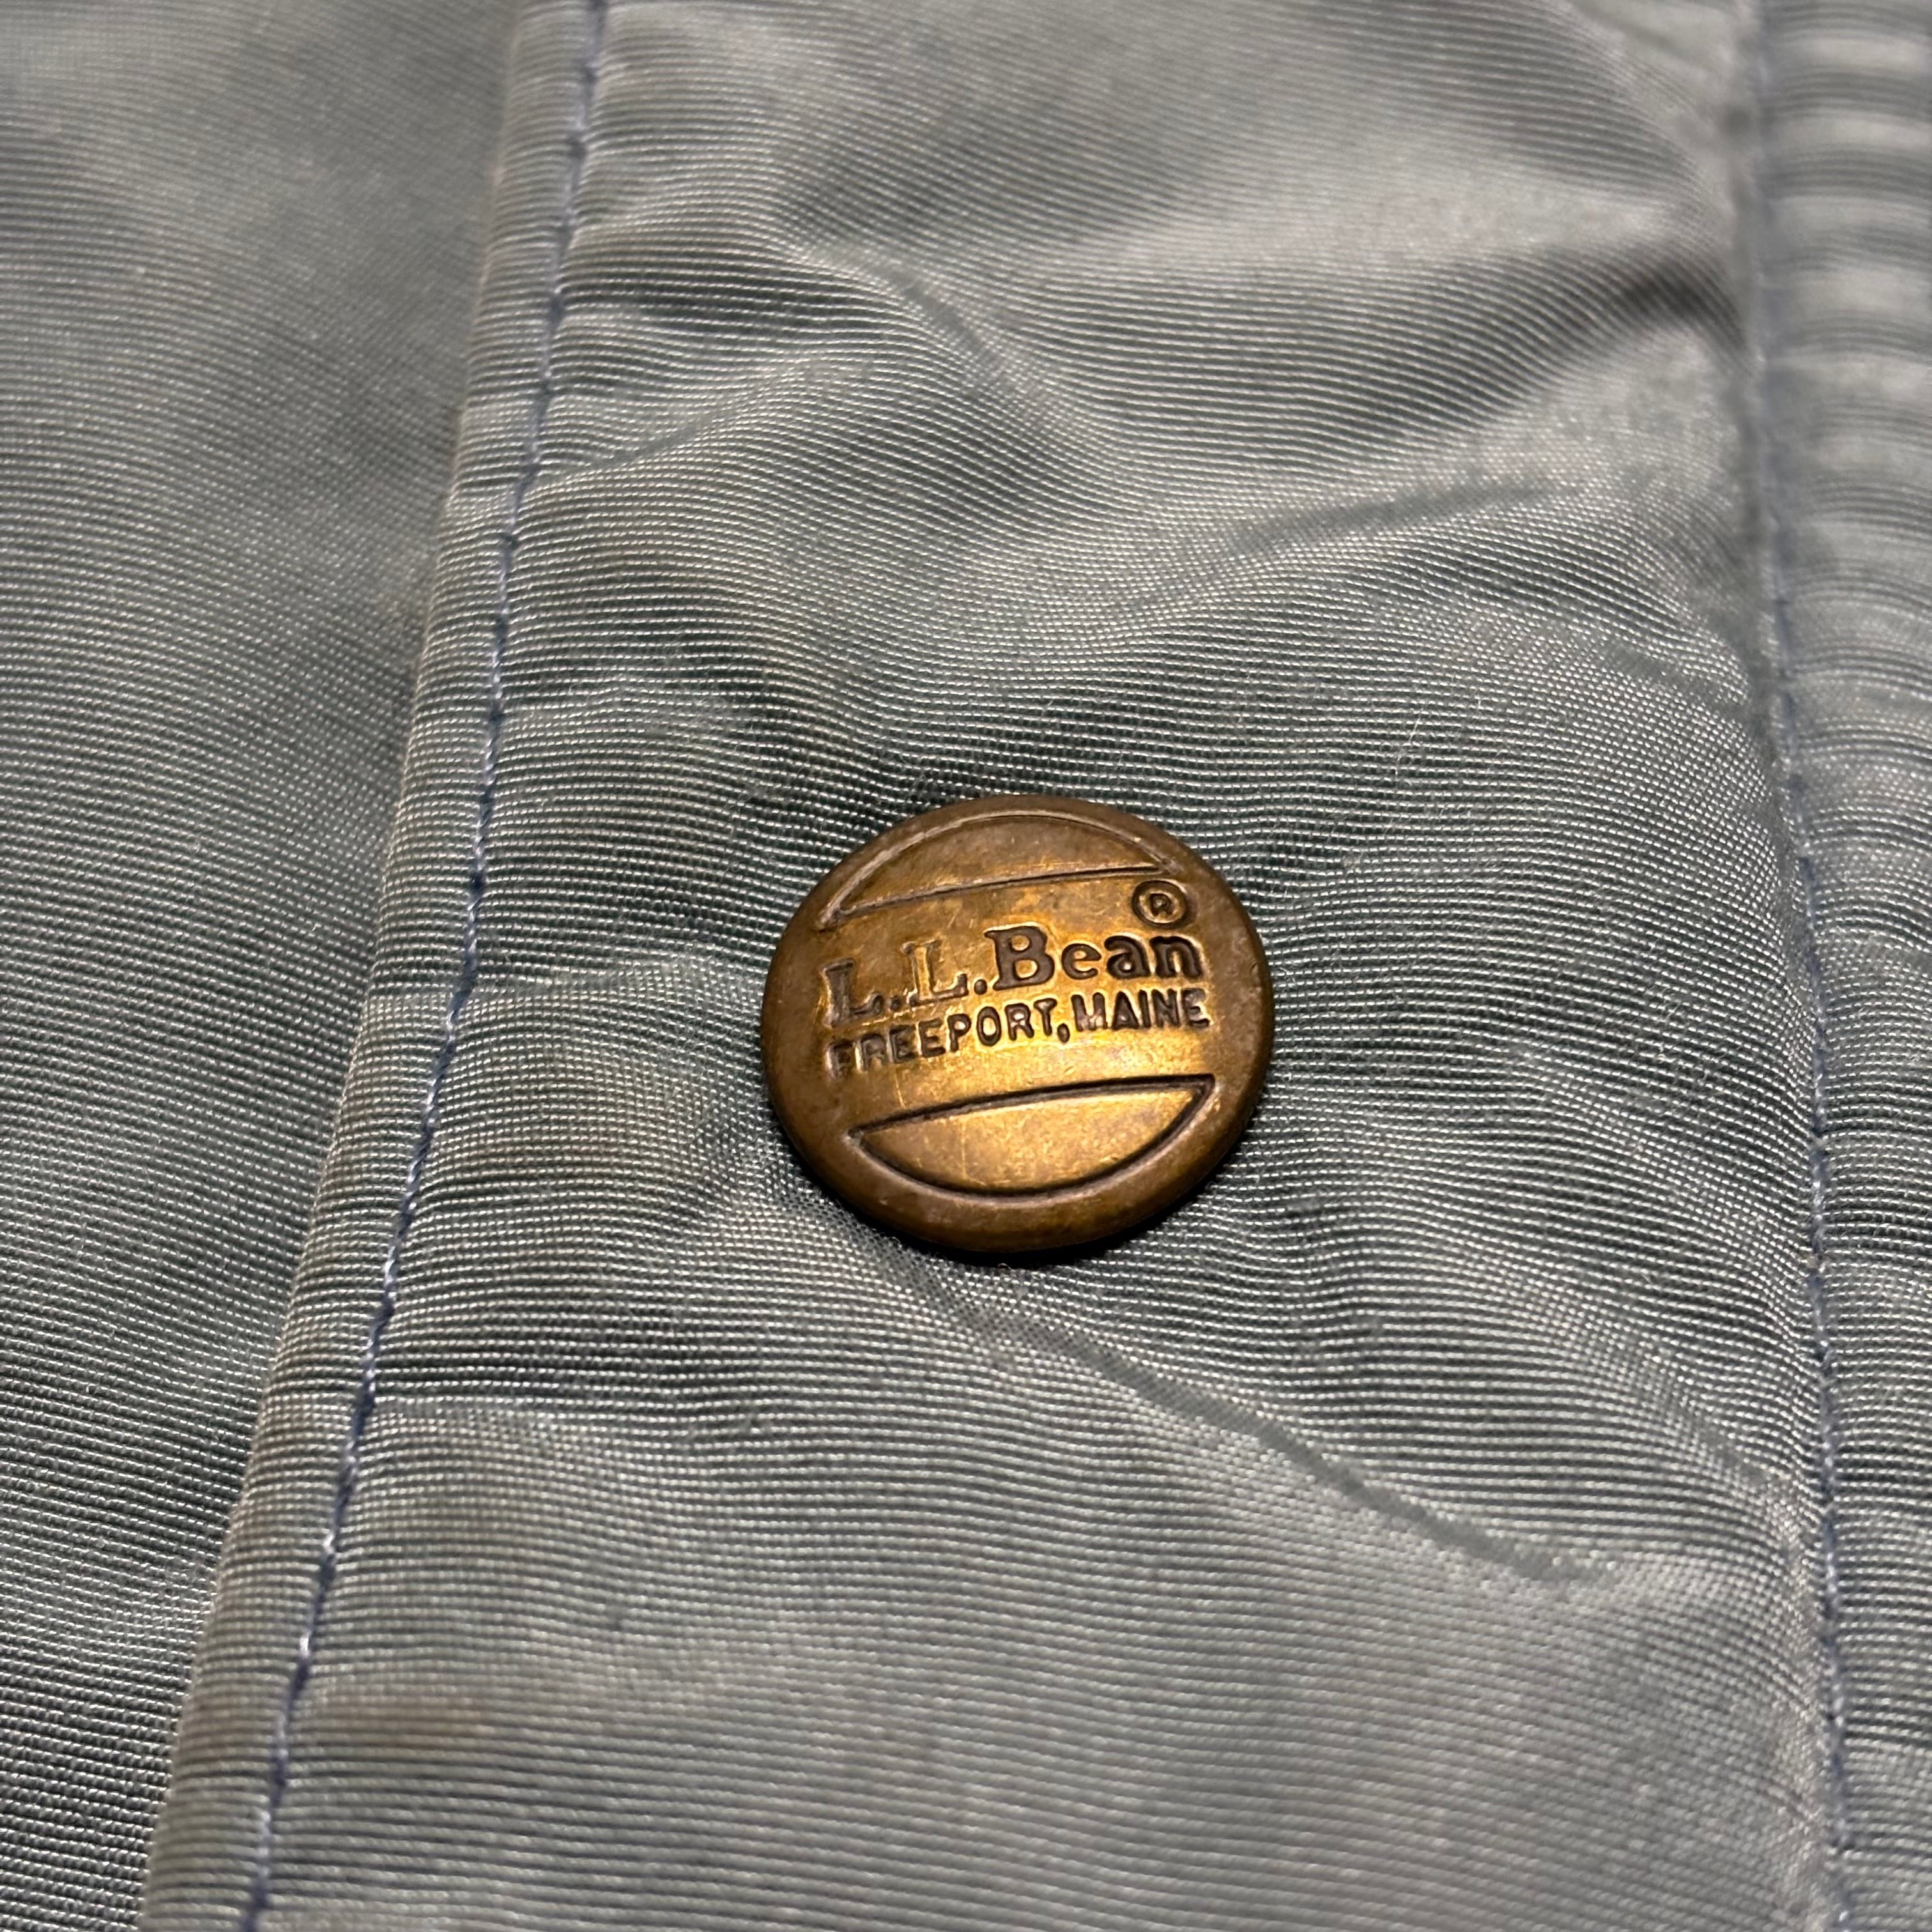 ®
L.L.Bean
FREEPORT, MAINE